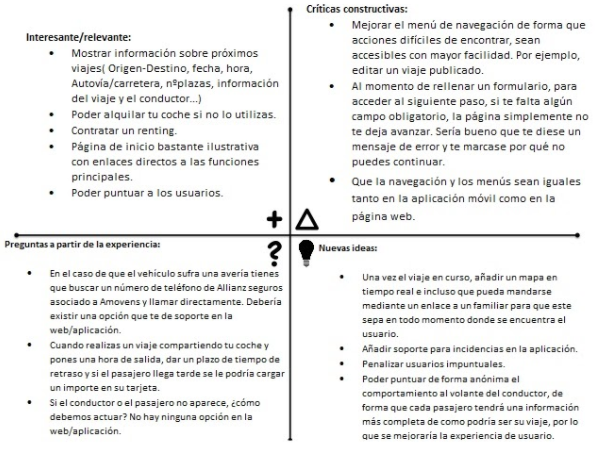 Interesante/relevante:
• Mostrar información sobre próximos
viajes( Origen-Destino, fecha, hora,
Autovía/carretera, nºplazas, información
del viaje y el conductor...)
• Poder alquilar tu coche si no lo utilizas.
• Contratar un renting.
• Página de inicio bastante ilustrativa
con enlaces directos a las funciones
principales.
• Poder puntuar a los usuarios.
Críticas constructivas:
• Mejorar el menú de navegación de forma que
acciones difíciles de encontrar, sean
accesibles con mayor facilidad. Por ejemplo,
editar un viaje publicado.
• Al momento de rellenar un formulario, para
acceder al siguiente paso, si te falta algún
campo obligatorio, la página simplemente no
te deja avanzar. Sería bueno que te diese un
mensaje de error y te marcase por qué no
puedes continuar.
• Que la navegación y los menús sean iguales
tanto en la aplicación móvil como en la
página web.
Preguntas a partir de la experiencia:
• En el caso de que el vehículo sufra una avería tienes
que buscar un número de teléfono de Allianz seguros
asociado a Amovens y llamar directamente. Debería
existir una opción que te de soporte en la
web/aplicación.
• Cuando realizas un viaje compartiendo tu coche y
pones una hora de salida, dar un plazo de tiempo de
retraso y si el pasajero llega tarde se le podría cargar
un importe en su tarjeta.
• Si el conductor o el pasajero no aparece, ¿cómo
debemos actuar? No hay ninguna opción en la
web/aplicación.
Nuevas ideas:
• Una vez el viaje en curso, añadir un mapa en
tiempo real e incluso que pueda mandarse
mediante un enlace a un familiar para que este
sepa en todo momento donde se encuentra el
usuario.
• Añadir soporte para incidencias en la aplicación.
• Penalizar usuarios impuntuales.
• Poder puntuar de forma anónima el
comportamiento al volante del conductor, de
forma que cada pasajero tendrá una información
más completa de como podría ser su viaje, por lo
que se mejoraría la experiencia de usuario.